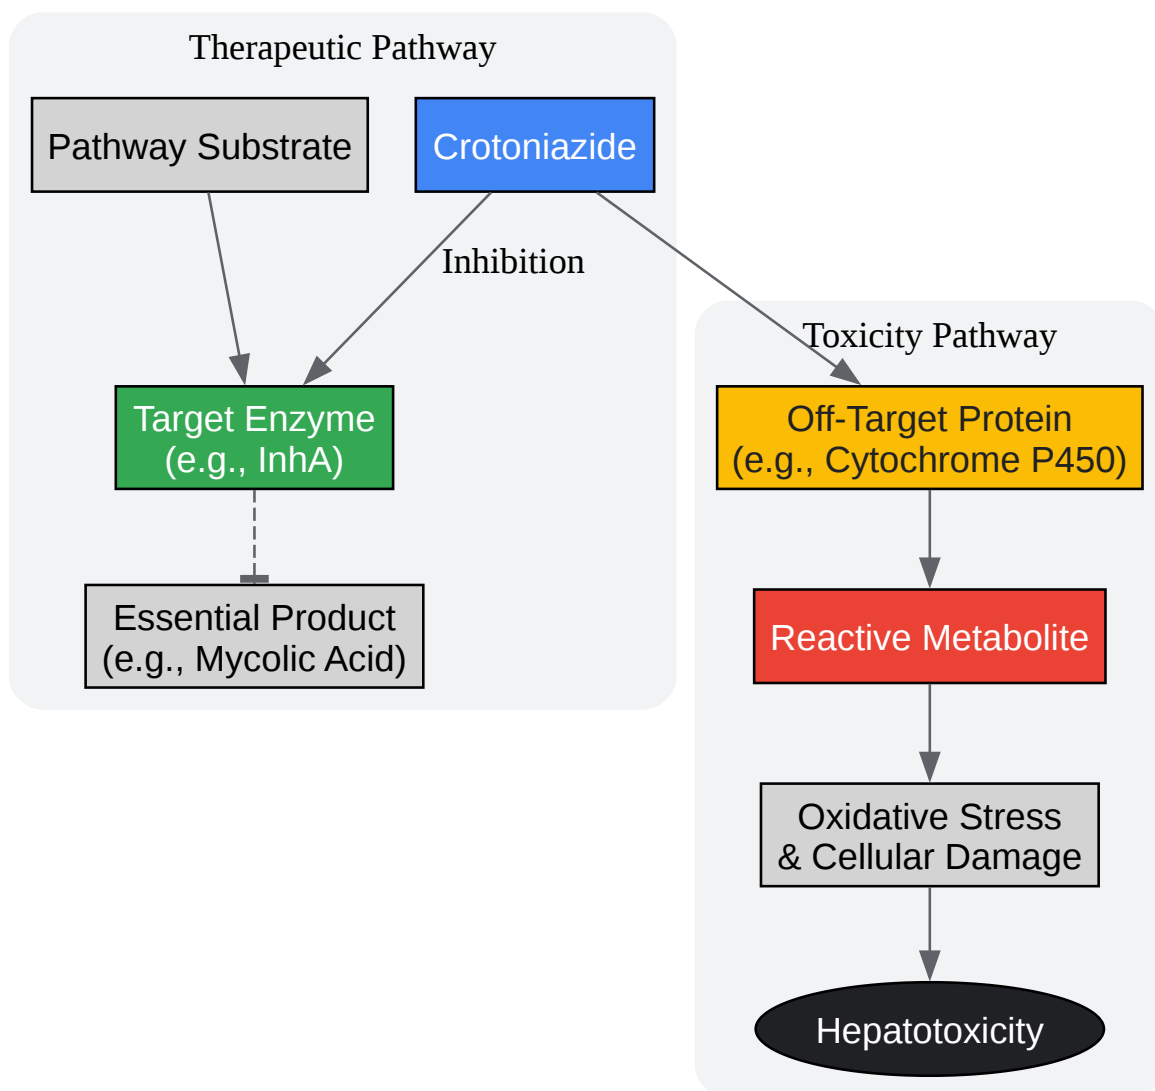 Therapeutic Pathway
Pathway Substrate
Crotoniazide
Inhibition
Target Enzyme
(e.g., InhA)
Essential Product
(e.g., Mycolic Acid)
Toxicity Pathway
Off-Target Protein
(e.g., Cytochrome P450)
Reactive Metabolite
Oxidative Stress
& Cellular Damage
Hepatotoxicity